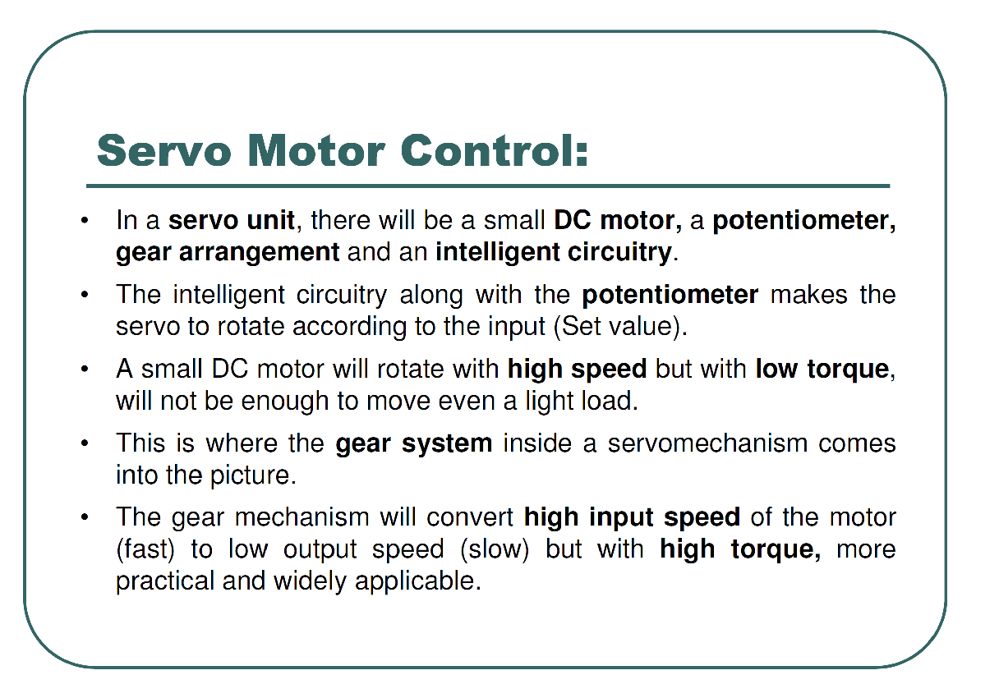 Servo Motor Control:
• In a servo unit, there will be a small DC motor, a potentiometer,
gear arrangement and an intelligent circuitry.
• The intelligent circuitry along with the potentiometer makes the
servo to rotate according to the input (Set value).
• A small DC motor will rotate with high speed but with low torque,
will not be enough to move even a light load.
• This is where the gear system inside a servomechanism comes
into the picture.
• The gear mechanism will convert high input speed of the motor
(fast) to low output speed (slow) but with high torque, more
practical and widely applicable.